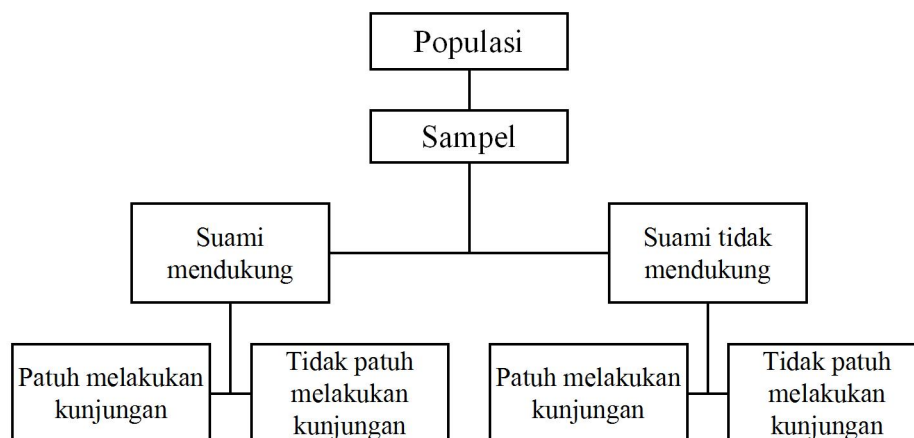 Populasi
Sampel
Suami
mendukung
Suami tidak
mendukung
Patuh melakukan
kunjungan
Tidak patuh
melakukan
kunjungan
Patuh melakukan
kunjungan
Tidak patuh
melakukan
kunjungan